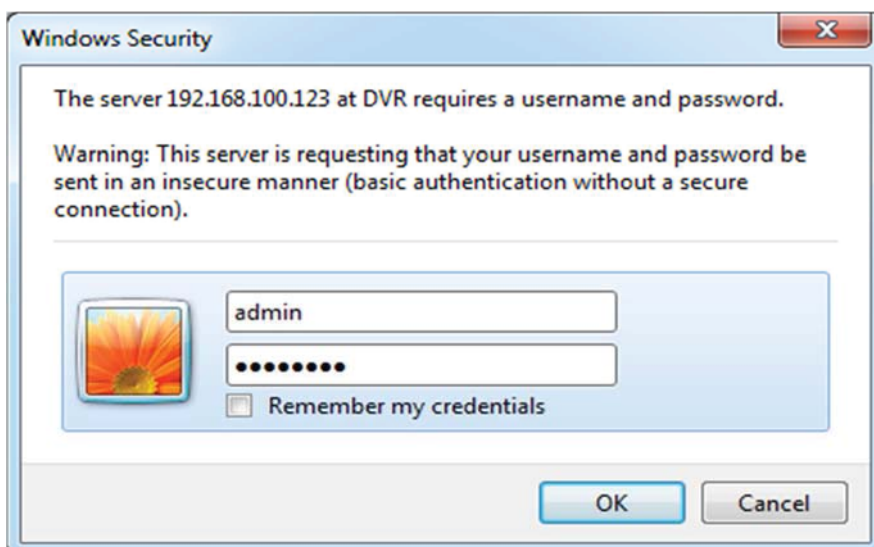 Windows Security
The server 192.168.100.123 at DVR requires a username and password.
Warning: This server is requesting that your username and password be
sent in an insecure manner (basic authentication without a secure
connection).
admin
••••••••
Remember my credentials
OK
Cancel